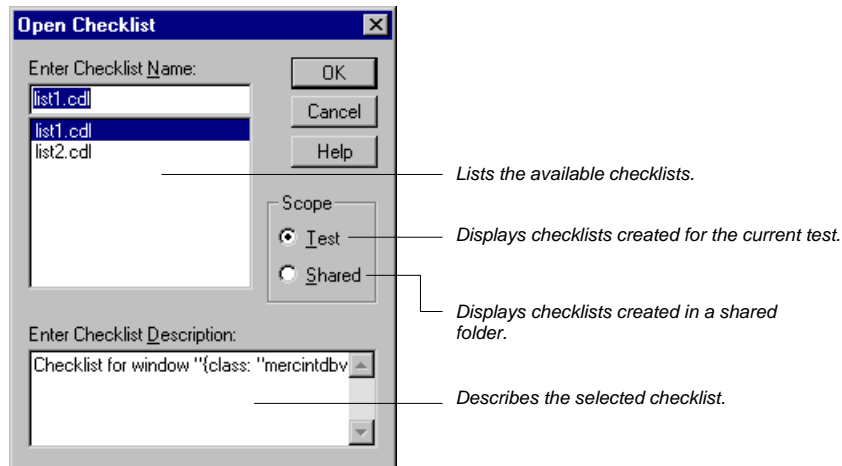 Open Checklist
Enter Checklist Name:
list1.cdl
list1.cdl
list2.cdl
OK
Cancel
Help
Lists the available checklists.
Scope
Test
Displays checklists created for the current test.
Shared
Displays checklists created in a shared
folder.
Enter Checklist Description:
Checklist for window "{class: "mercintdbv
Describes the selected checklist.